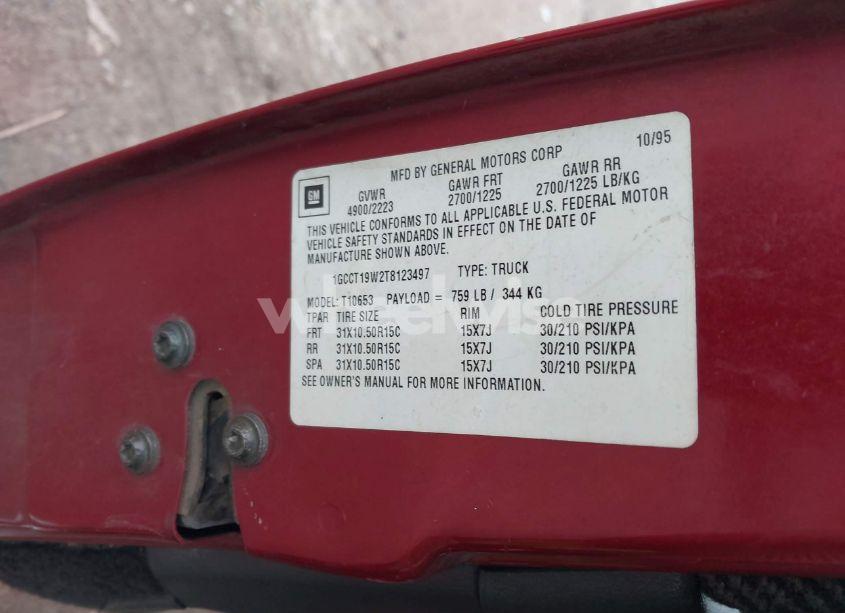 MFD BY GENERAL MOTORS CORP 10/95
GM GVWR GAWR FRT GAWR RR
4900/2223 2700/1225 2700/1225 LB/KG
THIS VEHICLE CONFORMS TO ALL APPLICABLE U.S. FEDERAL MOTOR
VEHICLE SAFETY STANDARDS IN EFFECT ON THE DATE OF
MANUFACTURE SHOWN ABOVE.
1GCCT19W2T8123497 TYPE: TRUCK
MODEL: T10653 PAYLOAD = 759 LB / 344 KG
wheelwise
TPAR TIRE SIZE RIM COLD TIRE PRESSURE
FRT 31X10.50R15C 15X7J 30/210 PSI/KPA
RR 31X10.50R15C 15X7J 30/210 PSI/KPA
SPA 31X10.50R15C 15X7J 30/210 PSI/KPA
SEE OWNER'S MANUAL FOR MORE INFORMATION.